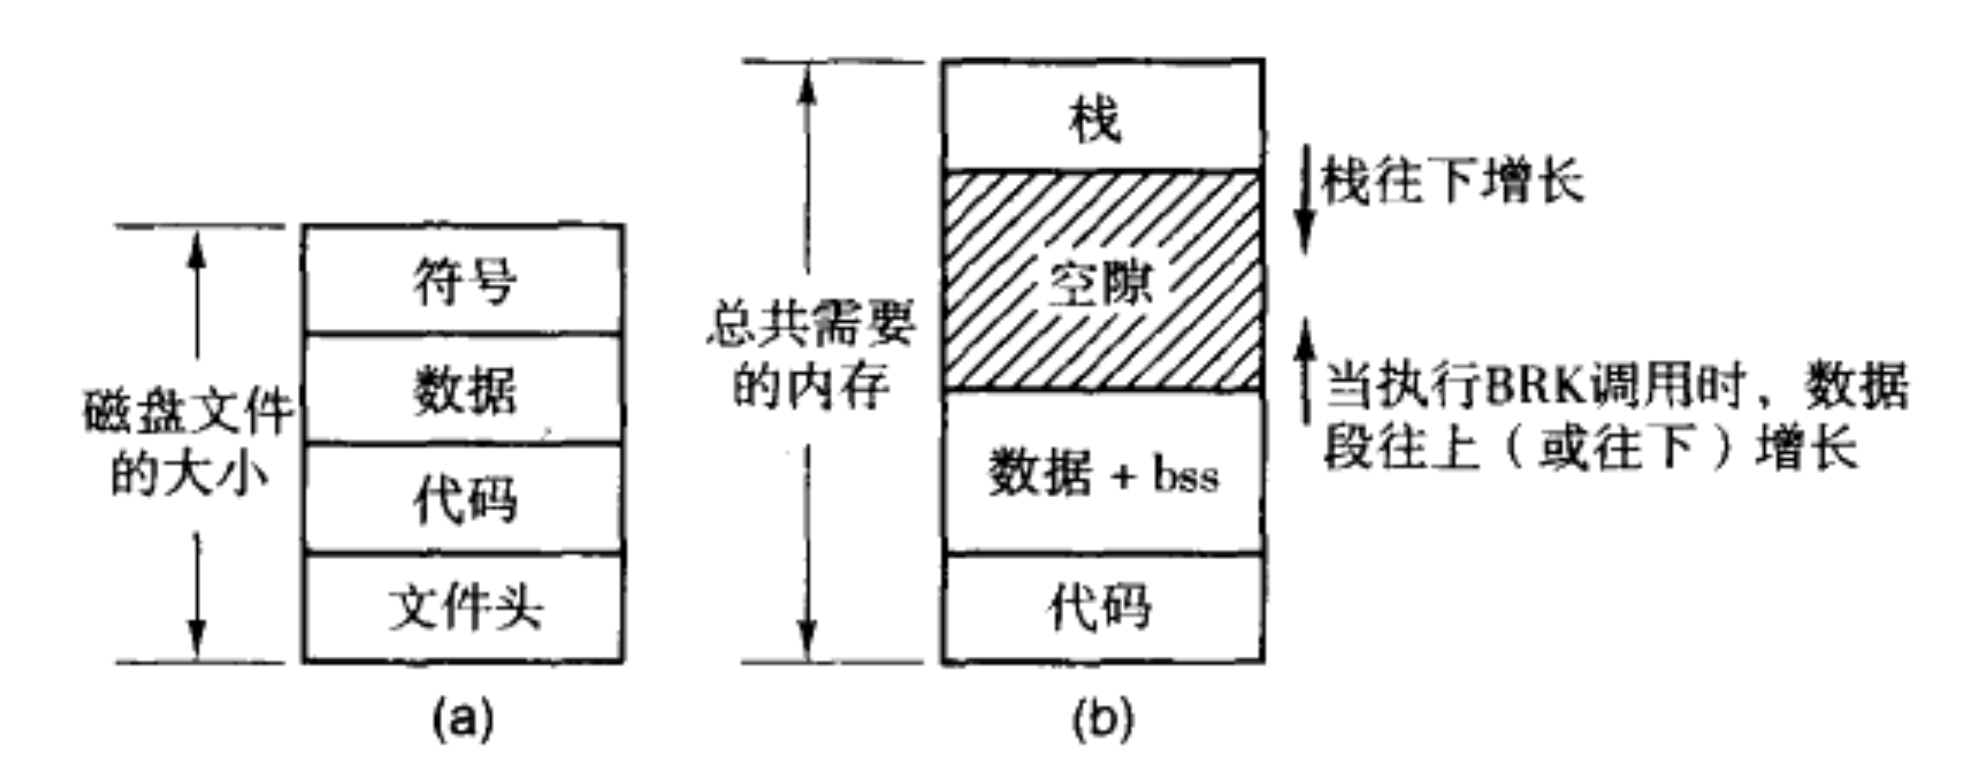 符号
数据
代码
文件头
磁盘文件
的大小
(a)
栈
空隙
数据 + bss
代码
总共需要
的内存
栈往下增长
当执行BRK调用时，数据
段往上（或往下）增长
(b)